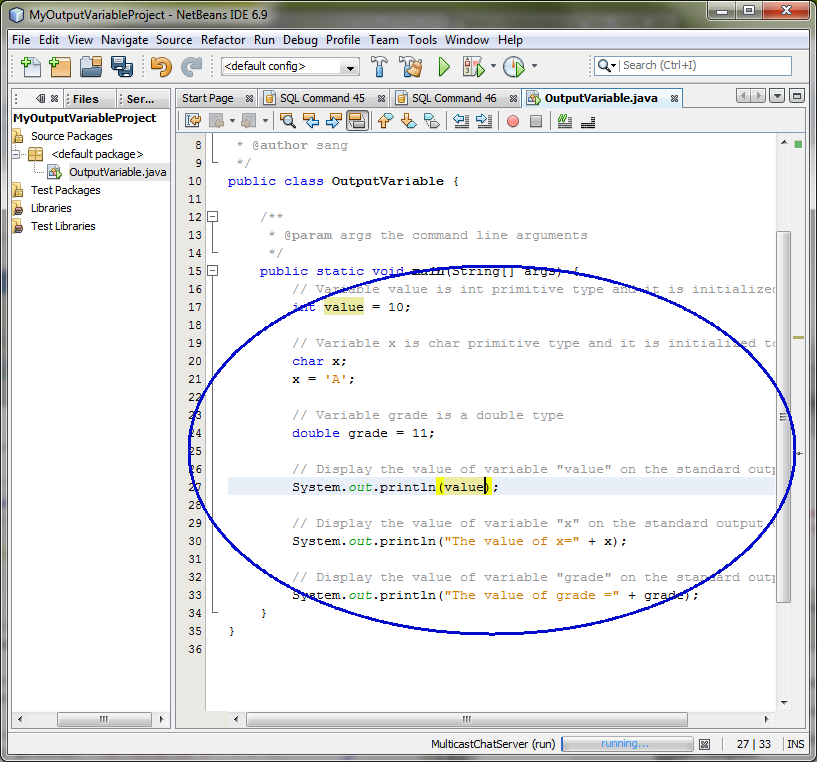 MyOutputVariableProject - NetBeans IDE 6.9
File Edit View Navigate Source Refactor Run Debug Profile Team Tools Window Help
<default config>
Search (Ctrl+I)
Files
Ser...
Start Page
SQL Command 45
SQL Command 46
OutputVariable.java
MyOutputVariableProject
Source Packages
<default package>
OutputVariable.java
Test Packages
Libraries
Test Libraries
8 * @author sang
9 */
10 public class OutputVariable {
11
12 /**
13 * @param args the command line arguments
14 */
15 public static void main(String[] args) {
16 // Variable value is int primitive type and it is initialized
17 int value = 10;
18
19 // Variable x is char primitive type and it is initialized to
20 char x;
21 x = 'A';
22
23 // Variable grade is a double type
24 double grade = 11;
25
26 // Display the value of variable "value" on the standard outp
27 System.out.println(value);
28
29 // Display the value of variable "x" on the standard output
30 System.out.println("The value of x=" + x);
31
32 // Display the value of variable "grade" on the standard outp
33 System.out.println("The value of grade =" + grade);
34 }
35 }
36
MulticastChatServer (run)
running...
27 | 33
INS